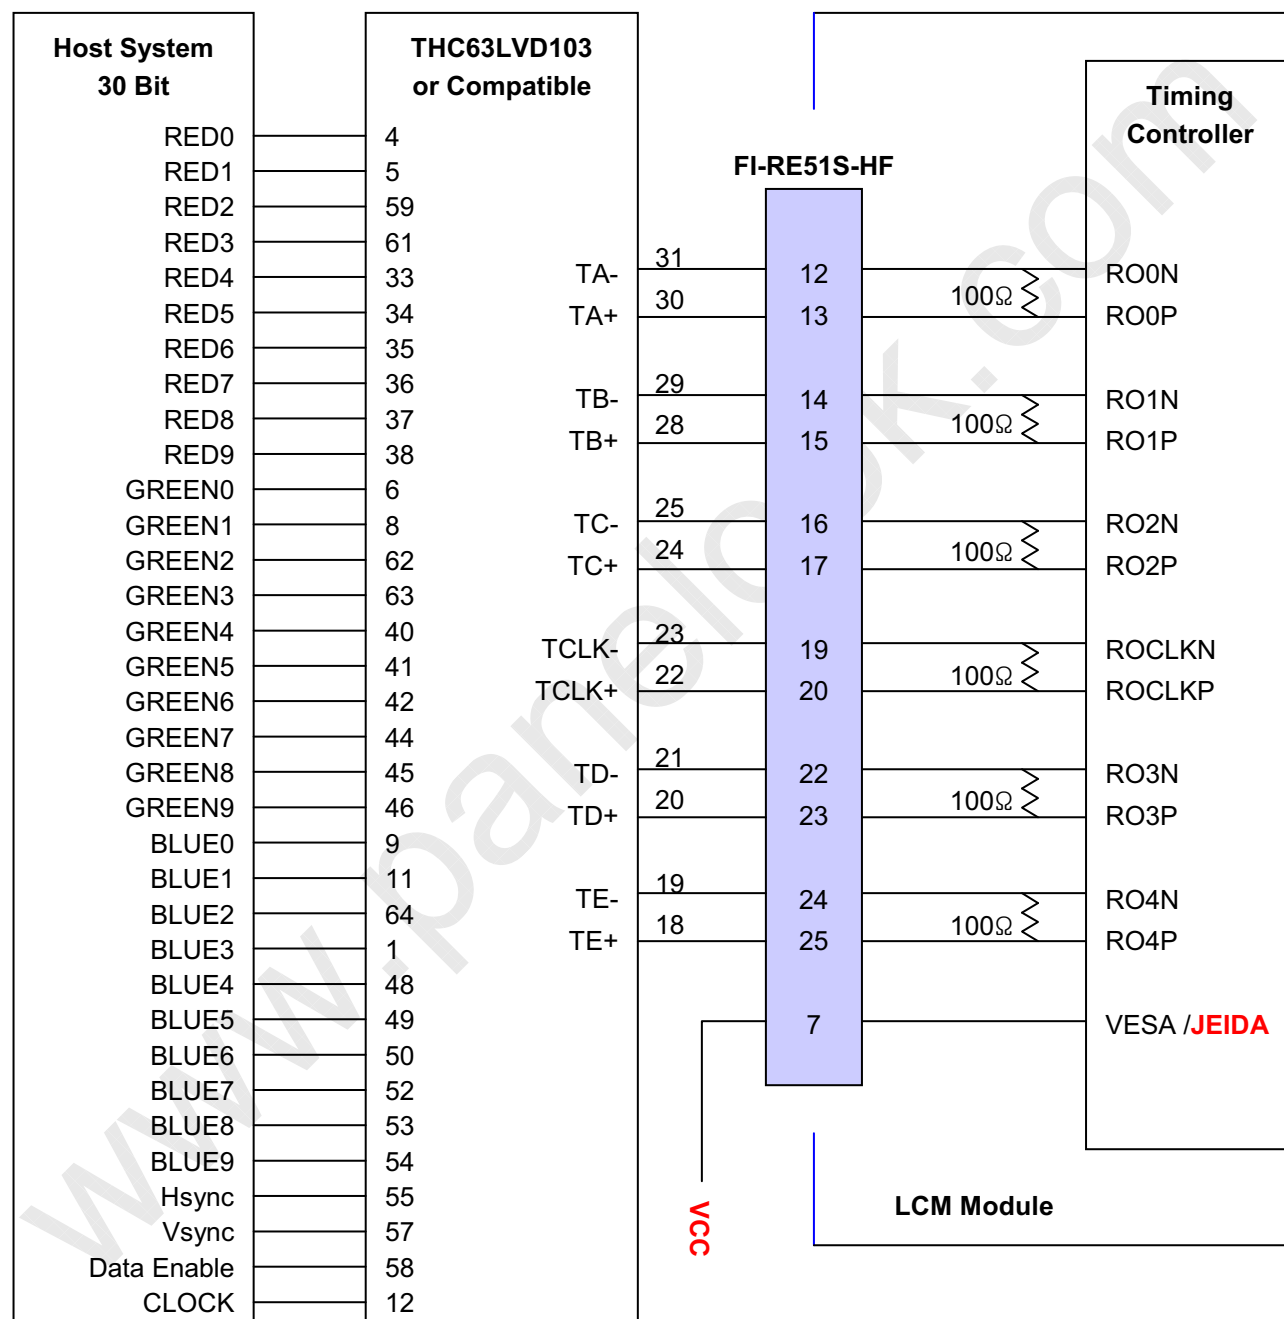 Host System
30 Bit
RED0
RED1
RED2
RED3
RED4
RED5
RED6
RED7
RED8
RED9
GREEN0
GREEN1
GREEN2
GREEN3
GREEN4
GREEN5
GREEN6
GREEN7
GREEN8
GREEN9
BLUE0
BLUE1
BLUE2
BLUE3
BLUE4
BLUE5
BLUE6
BLUE7
BLUE8
BLUE9
Hsync
Vsync
Data Enable
CLOCK
THC63LVD103
or Compatible
4
5
59
61
33
34
35
36
37
38
6
8
62
63
40
41
42
44
45
46
9
11
64
1
48
49
50
52
53
54
55
57
58
12
TA-
TA+
TB-
TB+
TC-
TC+
TCLK-
TCLK+
TD-
TD+
TE-
TE+
31
30
29
28
25
24
23
22
21
20
19
18
FI-RE51S-HF
12
13
14
15
16
17
19
20
22
23
24
25
7
VCC
100Ω
100Ω
100Ω
100Ω
100Ω
100Ω
Timing
Controller
RO0N
RO0P
RO1N
RO1P
RO2N
RO2P
ROCLKN
ROCLKP
RO3N
RO3P
RO4N
RO4P
VESA /JEIDA
LCM Module
www.panelook.com